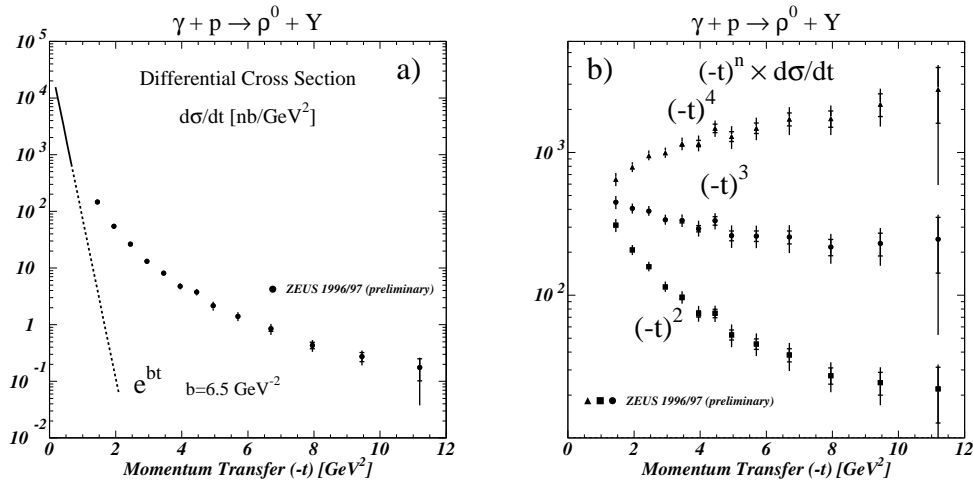 γ + p → ρ⁰ + Y
a)
Differential Cross Section
dσ/dt [nb/GeV²]
10⁵
10⁴
10³
10²
10
1
10⁻¹
10⁻²
ZEUS 1996/97 (preliminary)
e^bt
b=6.5 GeV⁻²
0 2 4 6 8 10 12
Momentum Transfer (-t) [GeV²]
γ + p → ρ⁰ + Y
b)
(-t)ⁿ × dσ/dt
(-t)⁴
10³
(-t)³
10²
(-t)²
ZEUS 1996/97 (preliminary)
0 2 4 6 8 10 12
Momentum Transfer (-t) [GeV²]